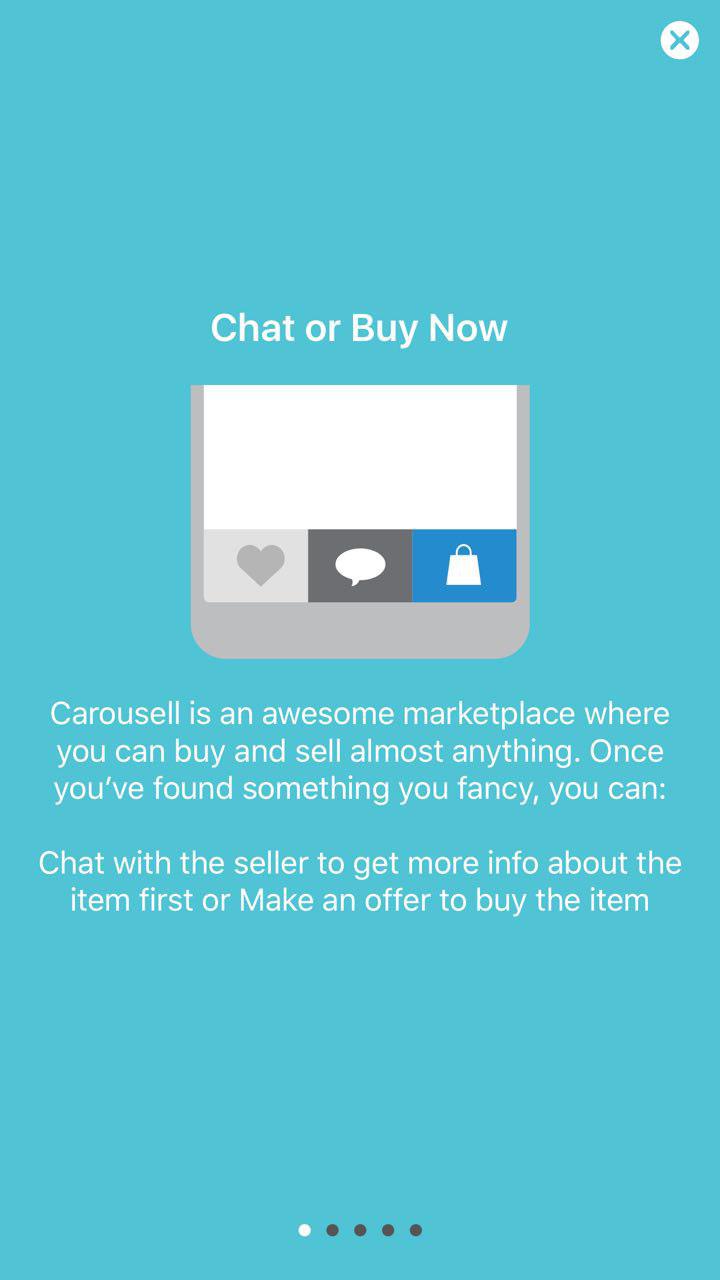 Chat or Buy Now
Carousell is an awesome marketplace where
you can buy and sell almost anything. Once
you’ve found something you fancy, you can:
Chat with the seller to get more info about the
item first or Make an offer to buy the item